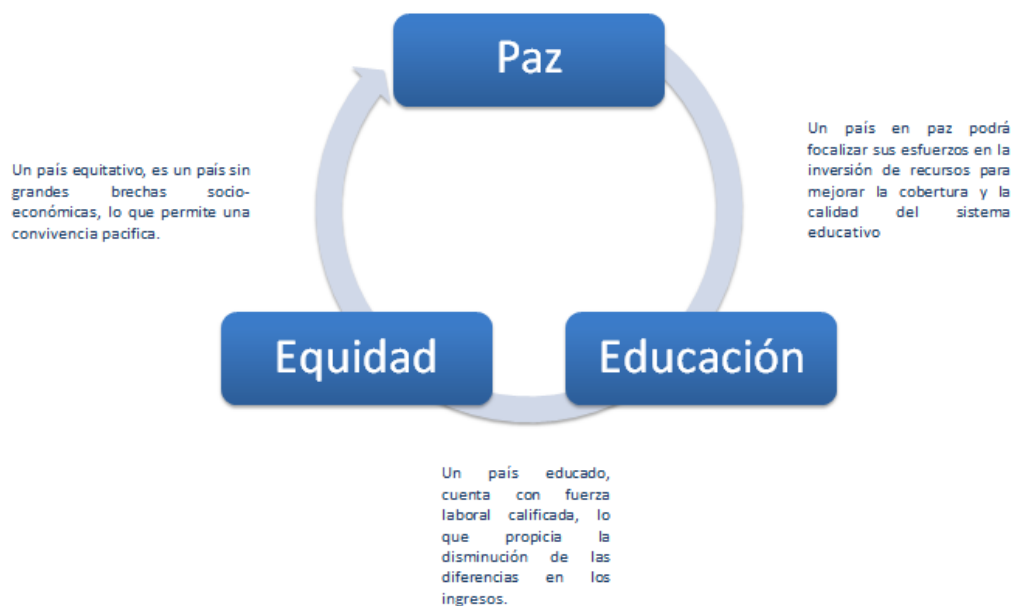 Paz
Un país en paz podrá
focalizar sus esfuerzos en la
inversión de recursos para
mejorar la cobertura y la
calidad del sistema
educativo
Educación
Un país educado,
cuenta con fuerza
laboral calificada, lo
que propicia la
disminución de las
diferencias en los
ingresos.
Equidad
Un país equitativo, es un país sin
grandes brechas socio-
económicas, lo que permite una
convivencia pacifica.